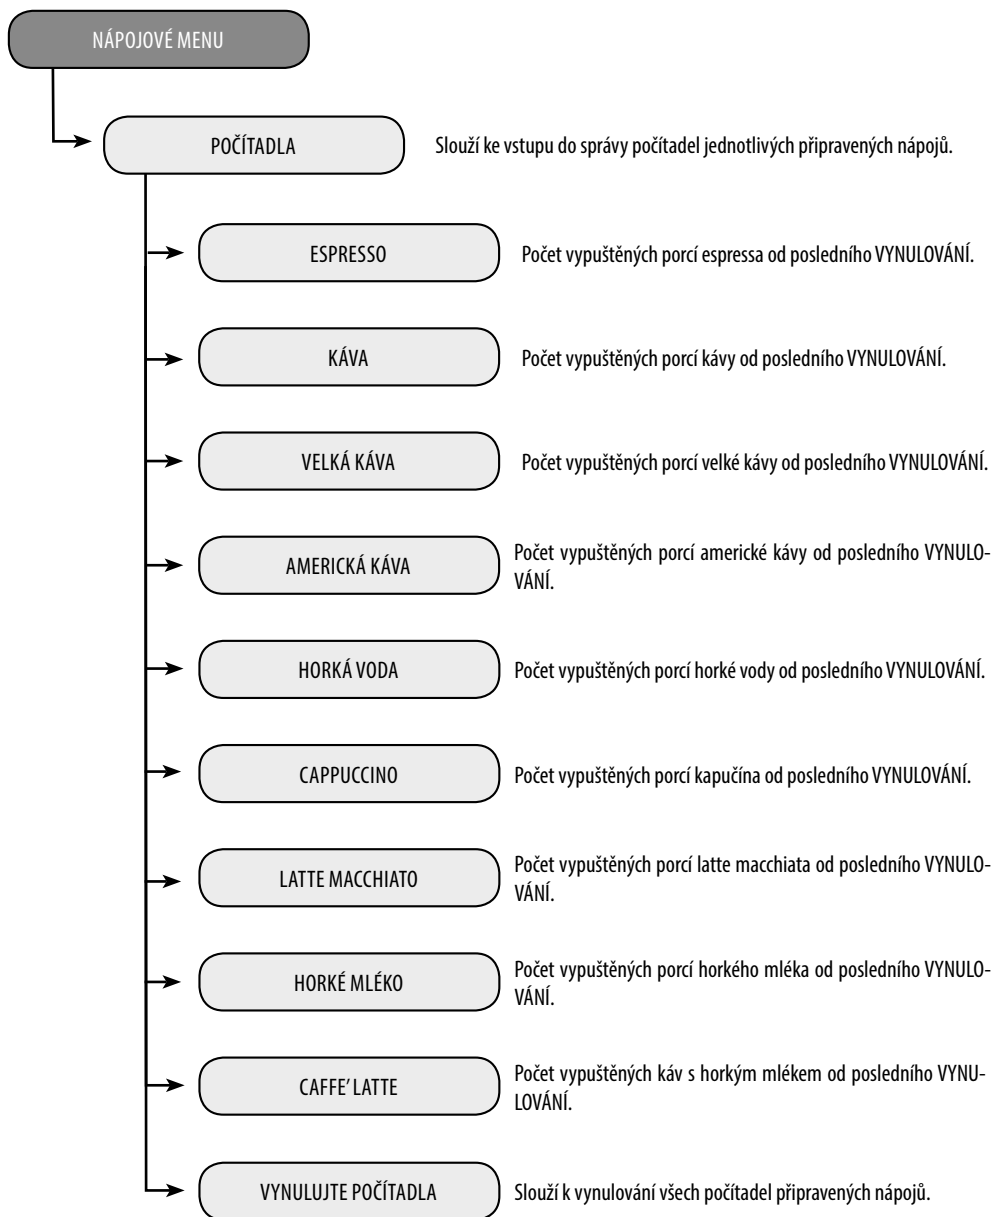 NÁPOJOVÉ MENU
POČÍTADLA
Slouží ke vstupu do správy počítadel jednotlivých připravených nápojů.
ESPRESSO
Počet vypuštěných porcí espressa od posledního VYNULOVÁNÍ.
KÁVA
Počet vypuštěných porcí kávy od posledního VYNULOVÁNÍ.
VELKÁ KÁVA
Počet vypuštěných porcí velké kávy od posledního VYNULOVÁNÍ.
AMERICKÁ KÁVA
Počet vypuštěných porcí americké kávy od posledního VYNULO-
VÁNÍ.
HORKÁ VODA
Počet vypuštěných porcí horké vody od posledního VYNULOVÁNÍ.
CAPPUCCINO
Počet vypuštěných porcí kapučína od posledního VYNULOVÁNÍ.
LATTE MACCHIATO
Počet vypuštěných porcí latte macchiata od posledního VYNULO-
VÁNÍ.
HORKÉ MLÉKO
Počet vypuštěných porcí horkého mléka od posledního VYNULO-
VÁNÍ.
CAFFE’ LATTE
Počet vypuštěných káv s horkým mlékem od posledního VYNU-
LOVÁNÍ.
VYNULUJTE POČÍTADLA
Slouží k vynulování všech počítadel připravených nápojů.